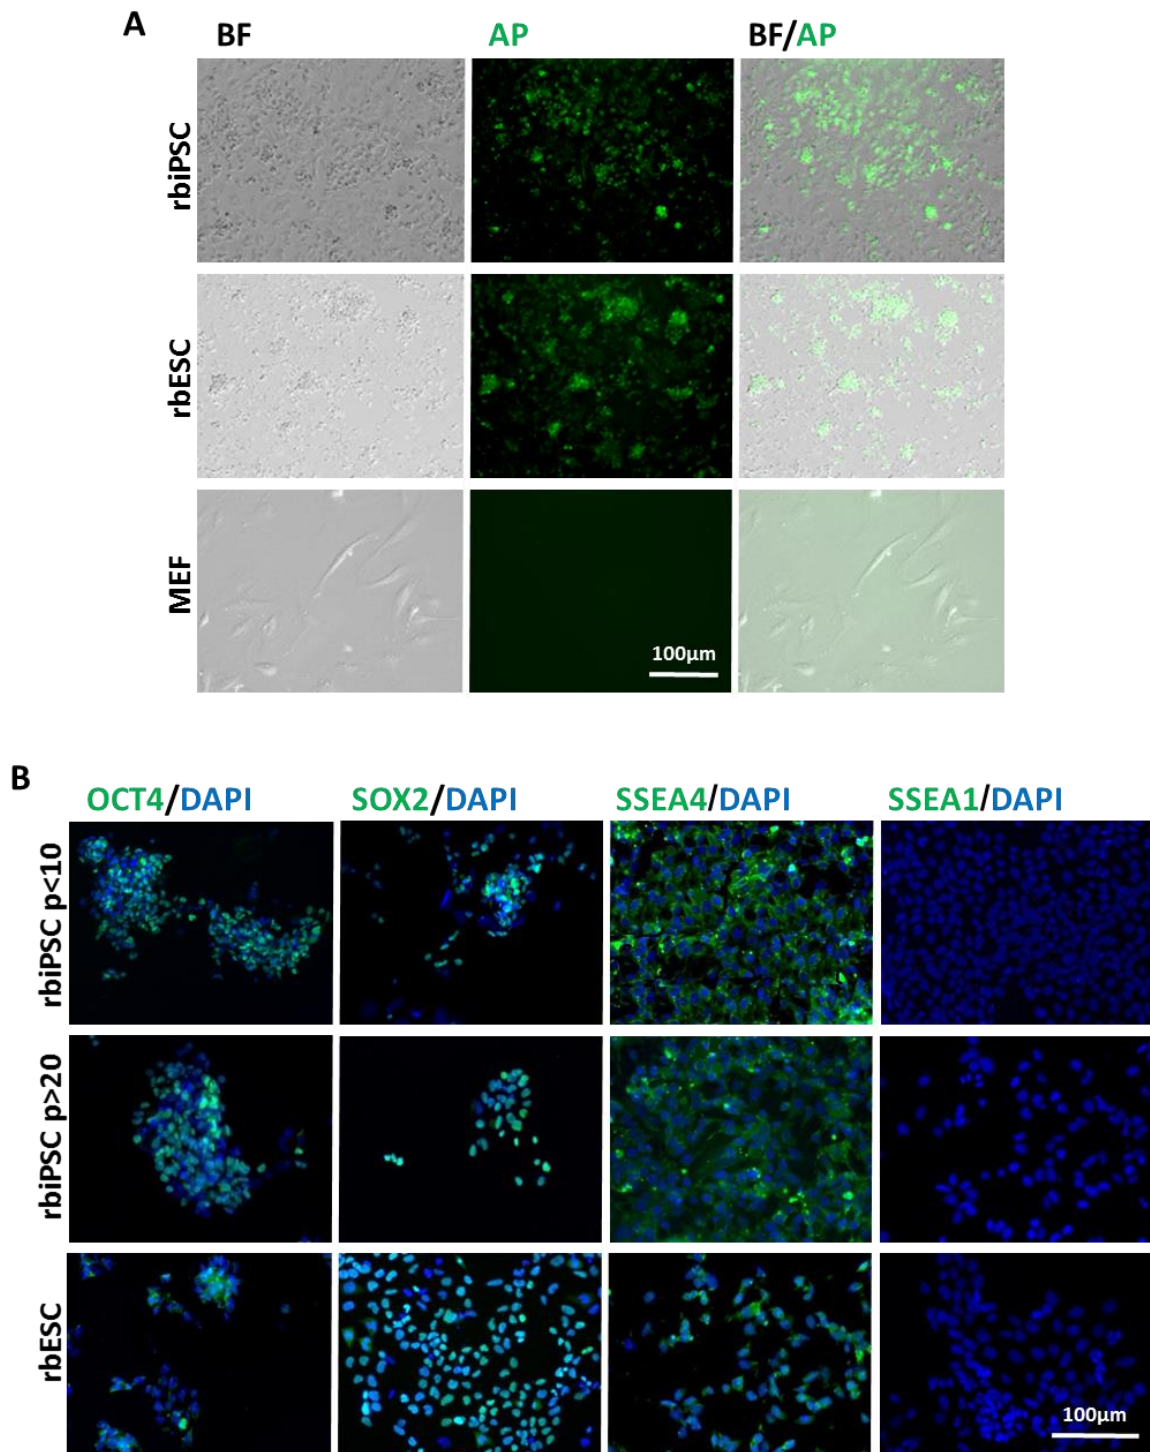 A
BF AP BF/AP
rbiPSC
rbESC
MEF
100µm
B
OCT4/DAPI SOX2/DAPI SSEA4/DAPI SSEA1/DAPI
rbiPSC p<10
rbiPSC p>20
rbESC
100µm